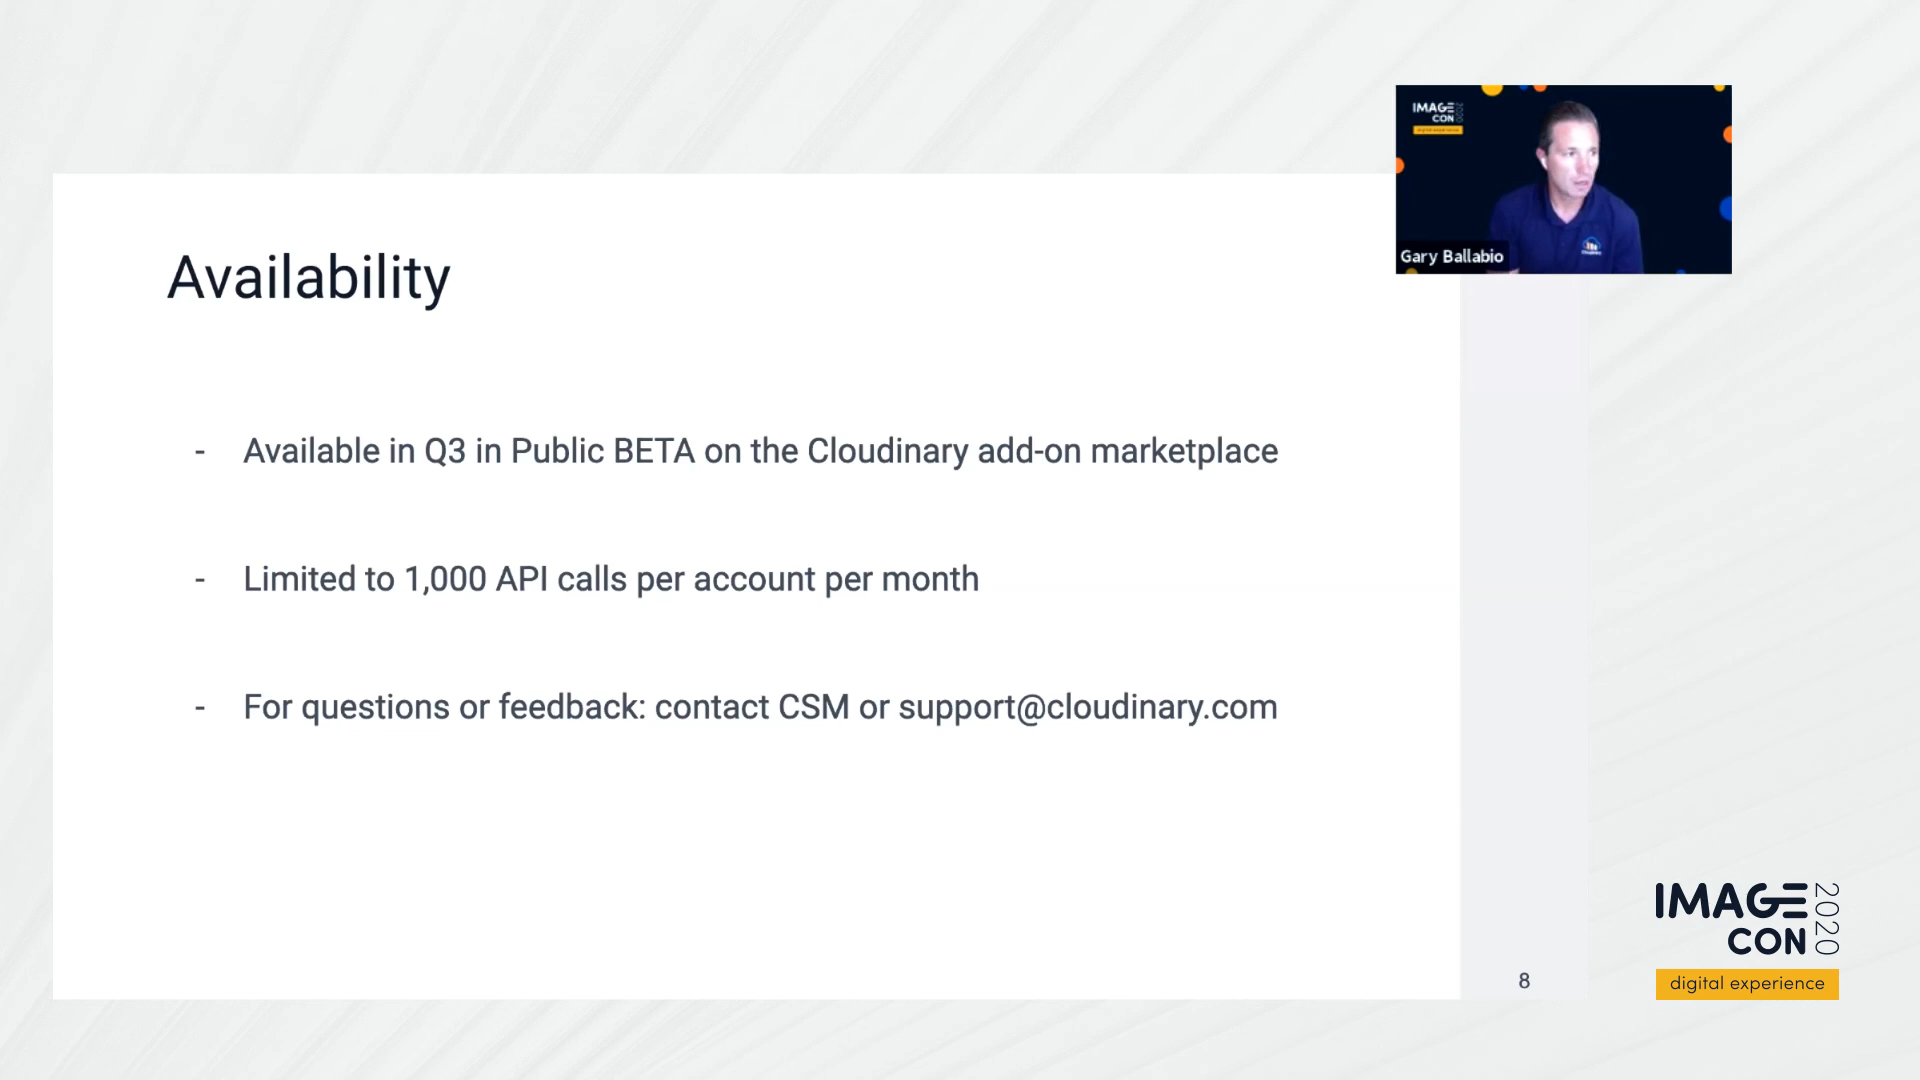 IMAGE
CON
2020
Gary Ballabio
Availability
- Available in Q3 in Public BETA on the Cloudinary add-on marketplace
- Limited to 1,000 API calls per account per month
- For questions or feedback: contact CSM or support@cloudinary.com
8
IMAGE
CON
2020
digital experience